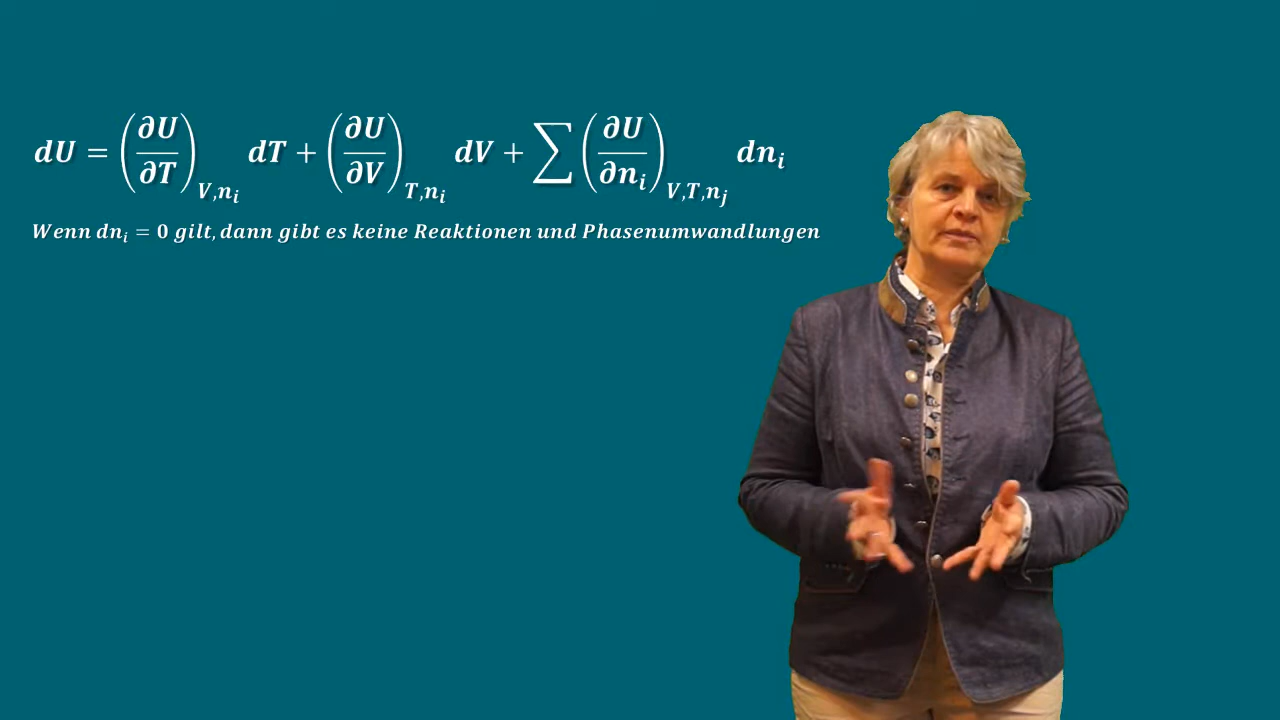 dU = (∂U/∂T)_{V,n_i} dT + (∂U/∂V)_{T,n_i} dV + ∑ (∂U/∂n_i)_{V,T,n_j} dn_i
Wenn dn_i = 0 gilt, dann gibt es keine Reaktionen und Phasenumwandlungen